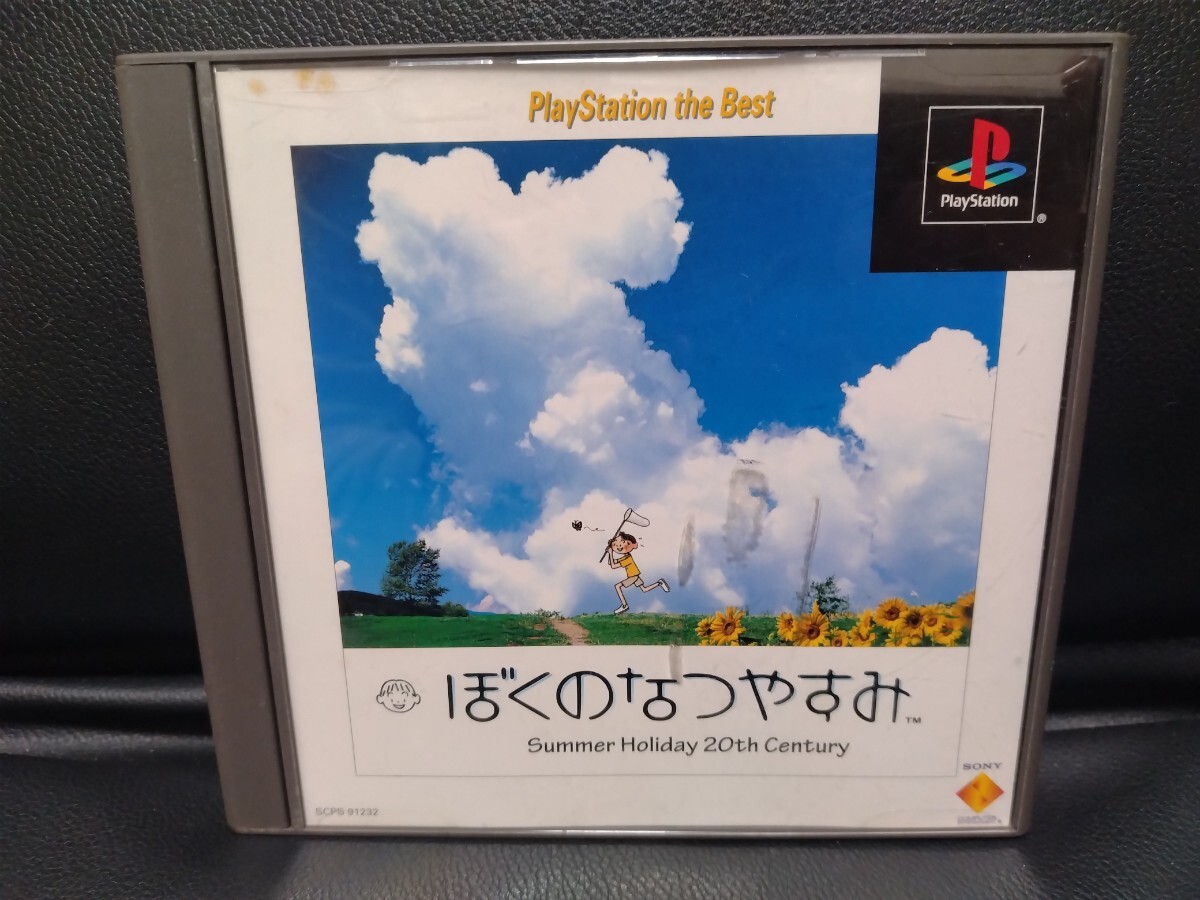 PlayStation the Best
PlayStation
®
ぼくのなつやすみ™
Summer Holiday 20th Century
SONY
SCPS 91232